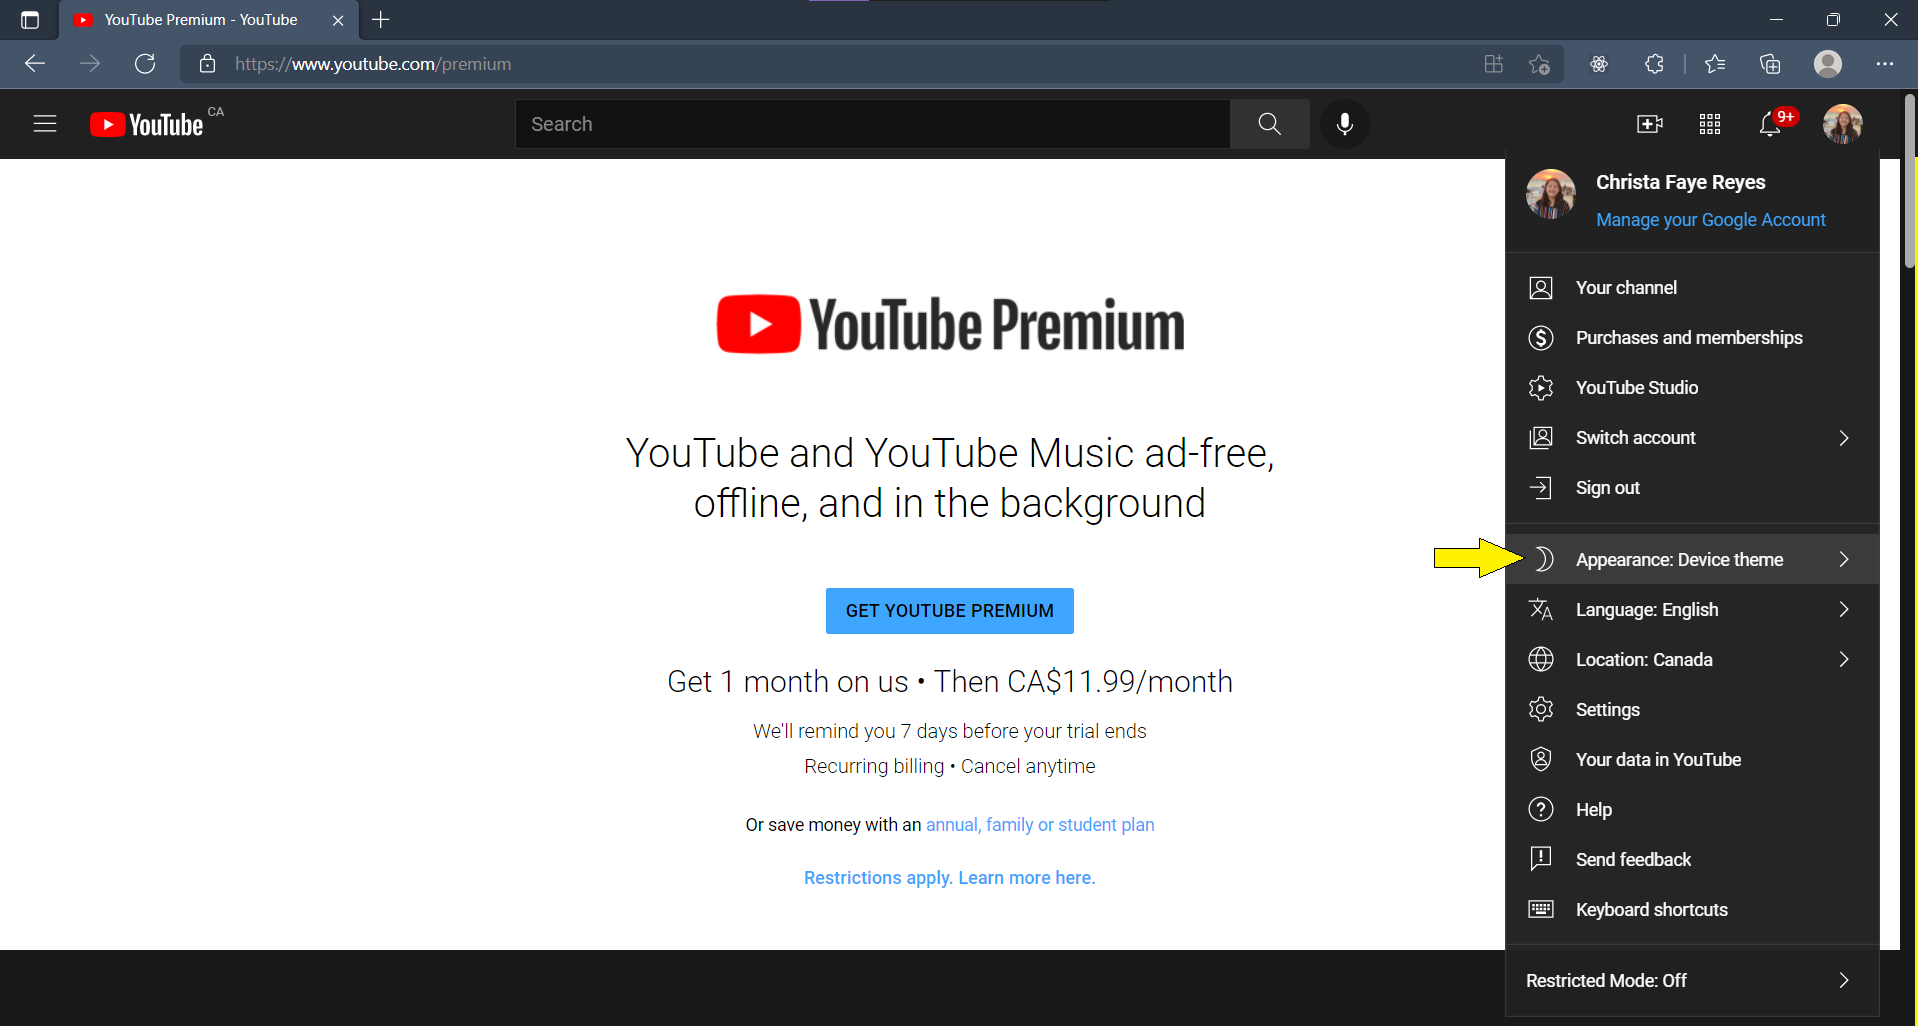 YouTube Premium - YouTube
https://www.youtube.com/premium
YouTube CA
Search
9+
Christa Faye Reyes
Manage your Google Account
Your channel
Purchases and memberships
YouTube Studio
Switch account
Sign out
Appearance: Device theme
Language: English
Location: Canada
Settings
Your data in YouTube
Help
Send feedback
Keyboard shortcuts
Restricted Mode: Off
YouTube Premium
YouTube and YouTube Music ad-free,
offline, and in the background
GET YOUTUBE PREMIUM
Get 1 month on us • Then CA$11.99/month
We'll remind you 7 days before your trial ends
Recurring billing • Cancel anytime
Or save money with an annual, family or student plan
Restrictions apply. Learn more here.